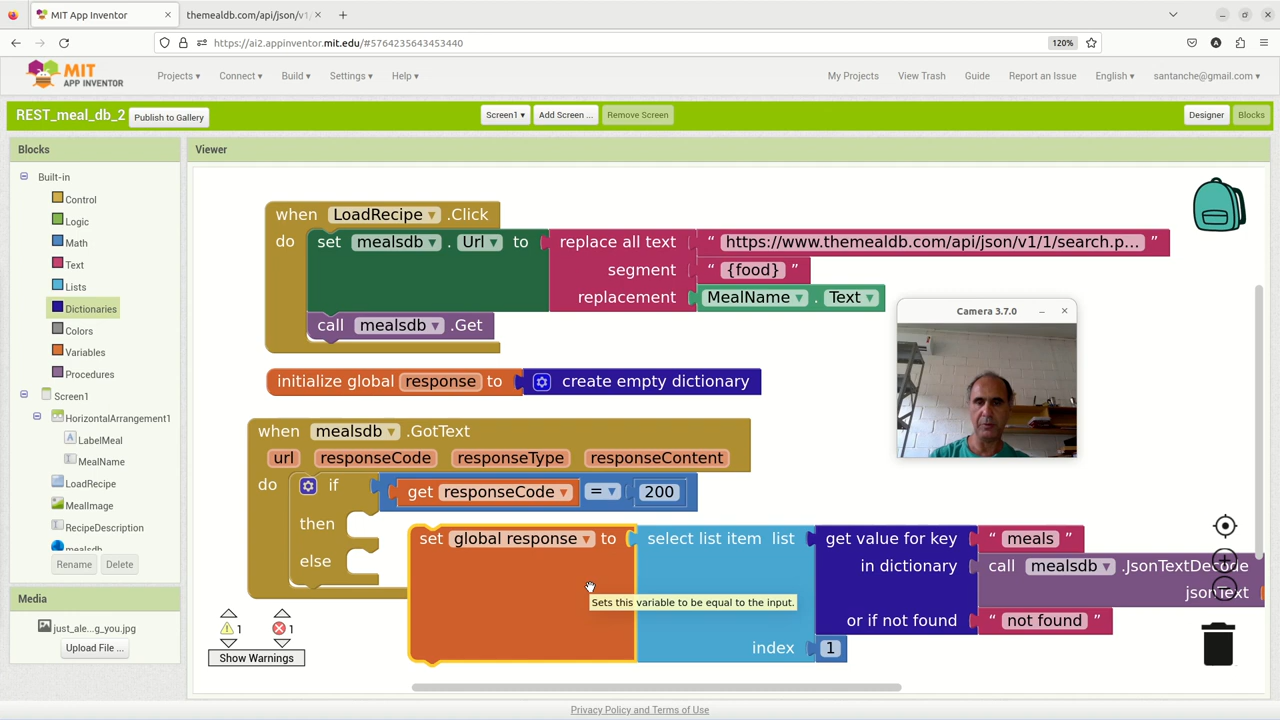 MIT App Inventor
themealdb.com/api/json/v1/
https://ai2.appinventor.mit.edu/#5764235643453440
120%
MIT
APP INVENTOR
Projects ▾
Connect ▾
Build ▾
Settings ▾
Help ▾
My Projects
View Trash
Guide
Report an Issue
English ▾
santanche@gmail.com ▾
REST_meal_db_2
Publish to Gallery
Screen1 ▾
Add Screen ...
Remove Screen
Designer
Blocks
Blocks
Built-in
Control
Logic
Math
Text
Lists
Dictionaries
Colors
Variables
Procedures
Screen1
HorizontalArrangement1
LabelMeal
MealName
LoadRecipe
MealImage
RecipeDescription
mealsdb
Rename
Delete
Media
just_ale...g_you.jpg
Upload File ...
Viewer
when LoadRecipe ▾ .Click
do set mealsdb ▾ . Url ▾ to replace all text “ https://www.themealdb.com/api/json/v1/1/search.p... ”
segment “ {food} ”
replacement MealName ▾ . Text ▾
call mealsdb ▾ .Get
initialize global response to create empty dictionary
when mealsdb ▾ .GotText
url responseCode responseType responseContent
do if get responseCode ▾ = ▾ 200
then
else
set global response ▾ to select list item list get value for key “ meals ”
in dictionary call mealsdb ▾ .JsonTextDecode
jsonText
or if not found “ not found ”
index 1
Sets this variable to be equal to the input.
Camera 3.7.0
1
1
Show Warnings
Privacy Policy and Terms of Use